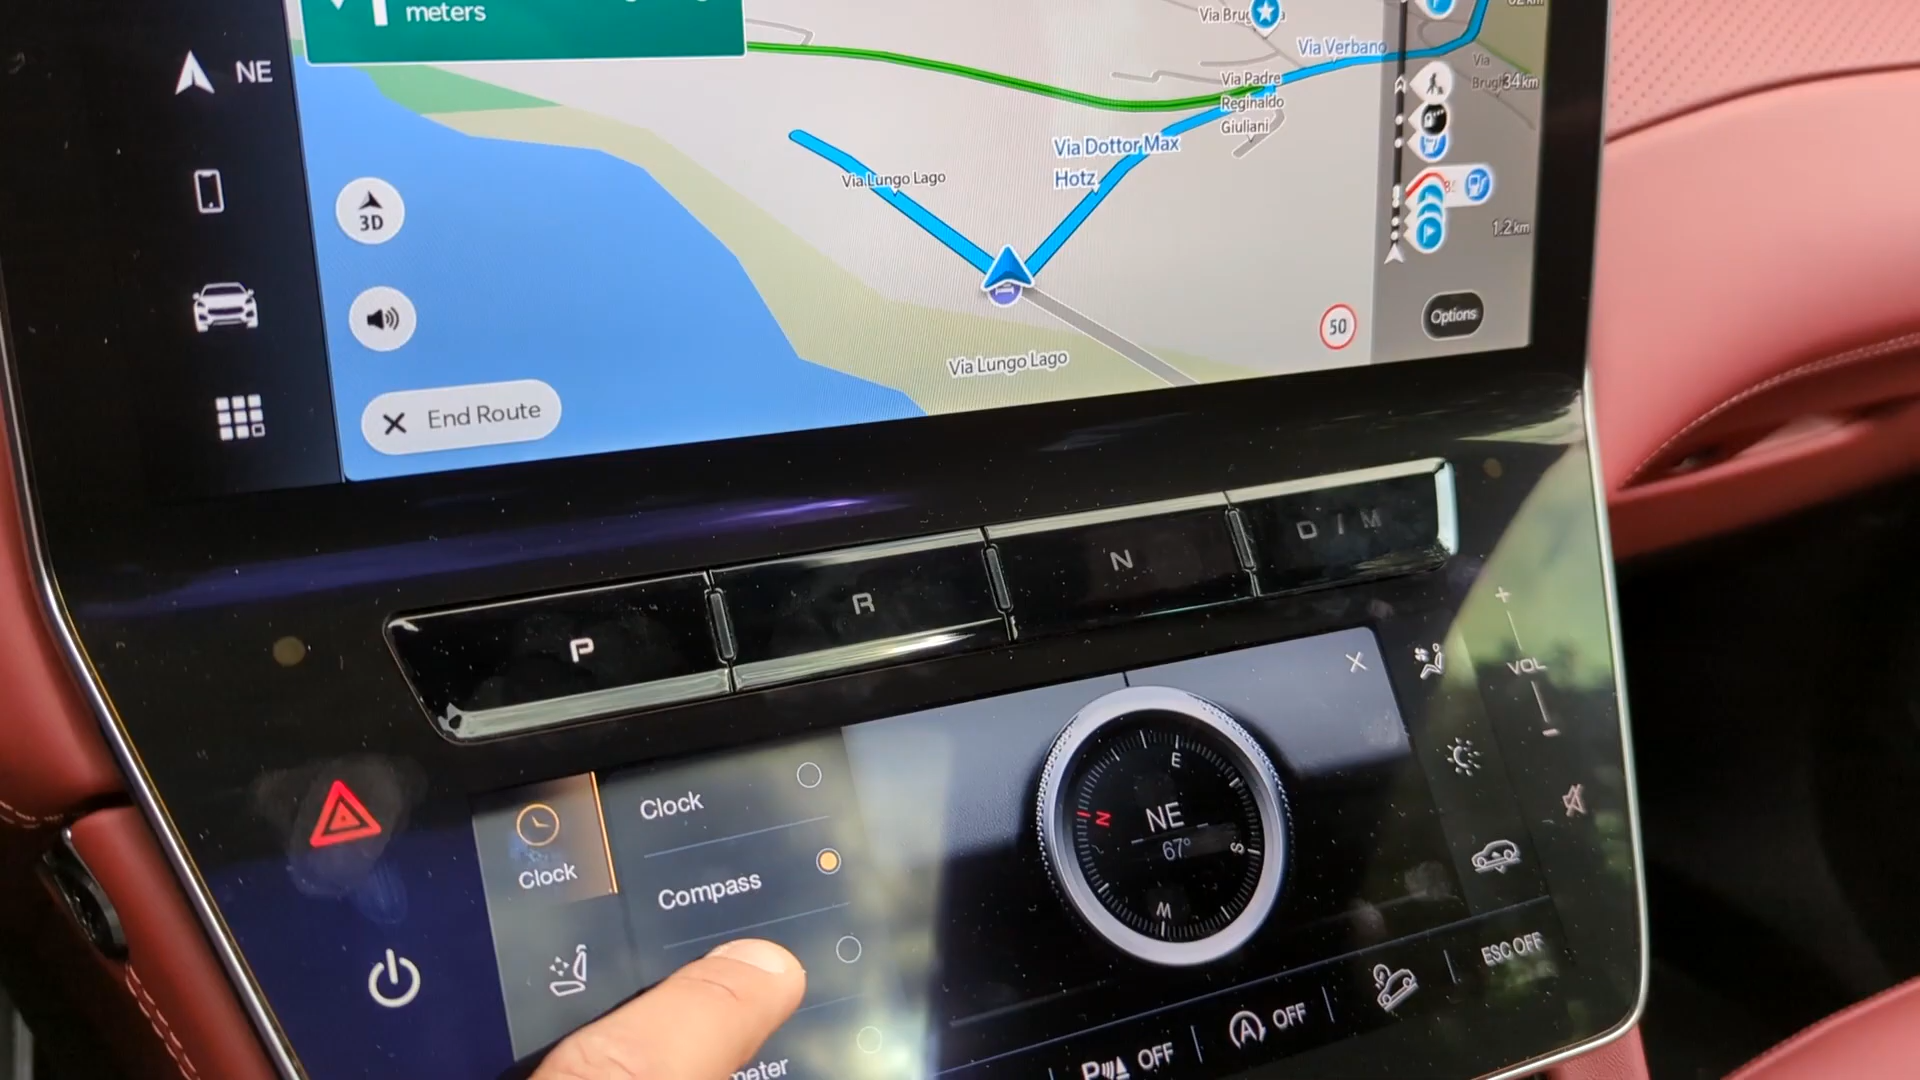 meters
Via Verbano
Via
NE
Via Padre
Reginaldo
Giuliani
34 km
Via Dottor Max
Hotz
Via Lungo Lago
3D
1.2 km
50
Options
Via Lungo Lago
End Route
P
R
N
D / M
+
VOL
-
Clock
Clock
Compass
E
N
NE
67°
S
W
ESC OFF
OFF
P OFF
A OFF